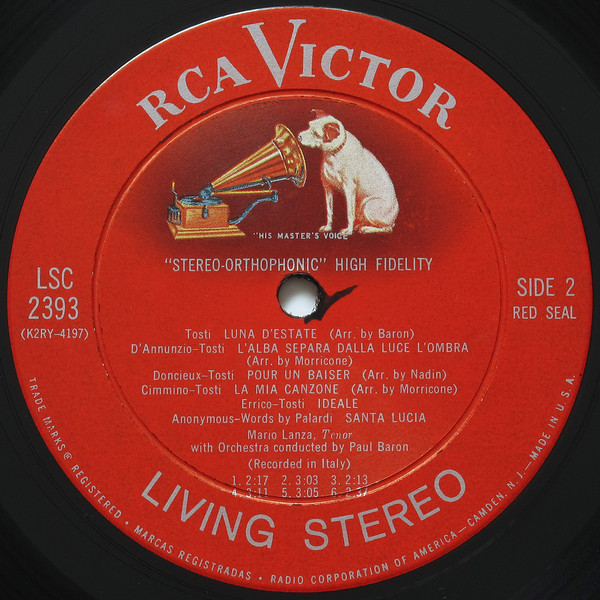 RCA VICTOR
"HIS MASTER'S VOICE"
"STEREO-ORTHOPHONIC" HIGH FIDELITY
LSC
2393
(K2RY-4197)
SIDE 2
RED SEAL
Tosti LUNA D'ESTATE (Arr. by Baron)
D'Annunzio-Tosti L'ALBA SEPARA DALLA LUCE L'OMBRA
(Arr. by Morricone)
Doncieux-Tosti POUR UN BAISER (Arr. by Nadin)
Cimmino-Tosti LA MIA CANZONE (Arr. by Morricone)
Errico-Tosti IDEALE
Anonymous-Words by Palardi SANTA LUCIA
Mario Lanza, Tenor
with Orchestra conducted by Paul Baron
(Recorded in Italy)
1. 2:17 2. 3:03 3. 2:13
4. 3:11 5. 3:05 6. 2:37
LIVING STEREO
TRADE MARKS ® REGISTERED • MARCAS REGISTRADAS • RADIO CORPORATION OF AMERICA—CAMDEN, N.J.—MADE IN U.S.A.